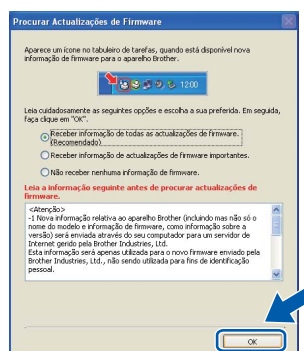 Procurar Actualizações de Firmware
Aparece um ícone no tabuleiro de tarefas, quando está disponível nova
informação de firmware para o aparelho Brother.
12:00
Leia cuidadosamente as seguintes opções e escolha a sua preferida. Em seguida,
faça clique em "OK".
Receber informação de todas as actualizações de firmware.
(Recomendado)
Receber informação de actualizações de firmware importantes.
Não receber nenhuma informação de firmware.
Leia a informação seguinte antes de procurar actualizações de
firmware.
<Atenção>
-1 Nova informação relativa ao aparelho Brother (incluindo mas não só o
nome do modelo e informação de firmware, como informação sobre a
versão) será enviada através do seu computador para um servidor de
Internet gerido pela Brother Industries, Ltd.
Esta informação será apenas utilizada para o novo firmware enviado pela
Brother Industries, Ltd., não sendo utilizada para fins de identificação
pessoal.
OK